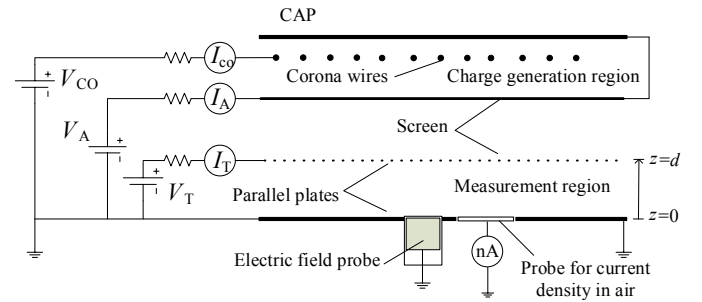 CAP
I_co
Corona wires
Charge generation region
V_CO
I_A
V_A
Screen
I_T
z=d
V_T
Parallel plates
Measurement region
z=0
Electric field probe
nA
Probe for current
density in air